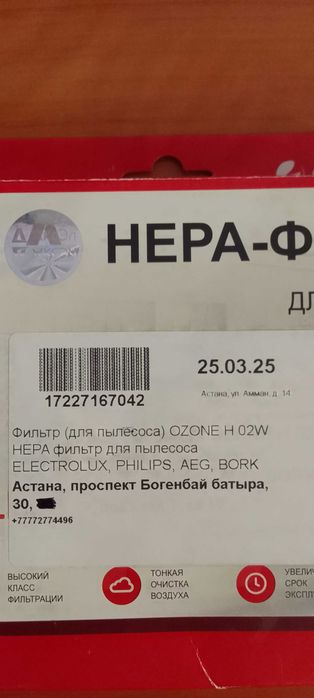 НЕРА-Ф
ДЛ
25.03.25
Астана, ул. Амман, д. 14
17227167042
Фильтр (для пылесоса) OZONE H 02W
HEPA фильтр для пылесоса
ELECTROLUX, PHILIPS, AEG, BORK
Астана, проспект Богенбай батыра,
30,
+77772774496
ВЫСОКИЙ
КЛАСС
ФИЛЬТРАЦИИ
ТОНКАЯ
ОЧИСТКА
ВОЗДУХА
УВЕЛИ
СРОК
ЭКСПЛ